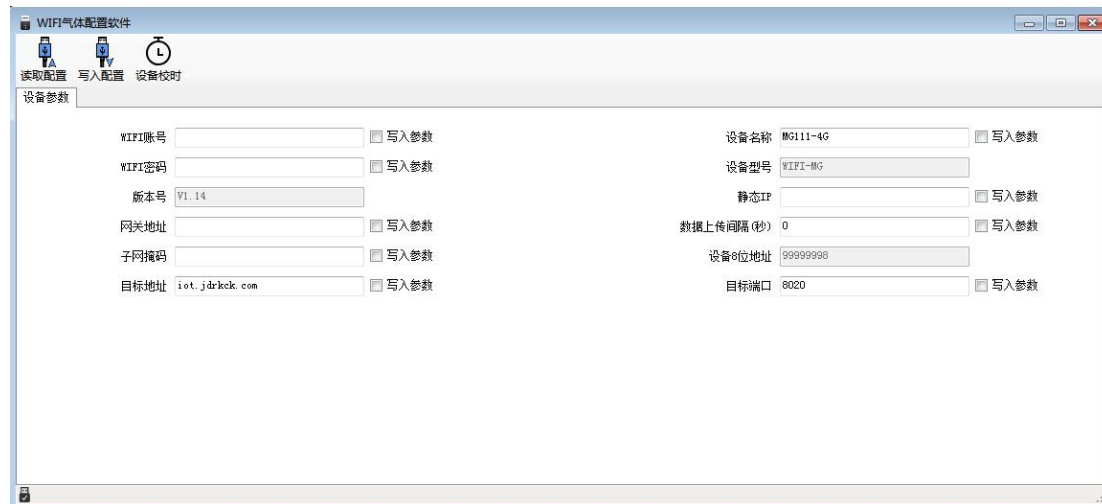 WIFI气体配置软件
读取配置 写入配置 设备校时
设备参数
WIFI账号 写入参数 设备名称 MG111-4G 写入参数
WIFI密码 写入参数 设备型号 WIFI-MG
版本号 V1.14 静态IP 写入参数
网关地址 写入参数 数据上传间隔(秒) 0 写入参数
子网掩码 写入参数 设备8位地址 99999998
目标地址 iot.jdrkck.com 写入参数 目标端口 8020 写入参数